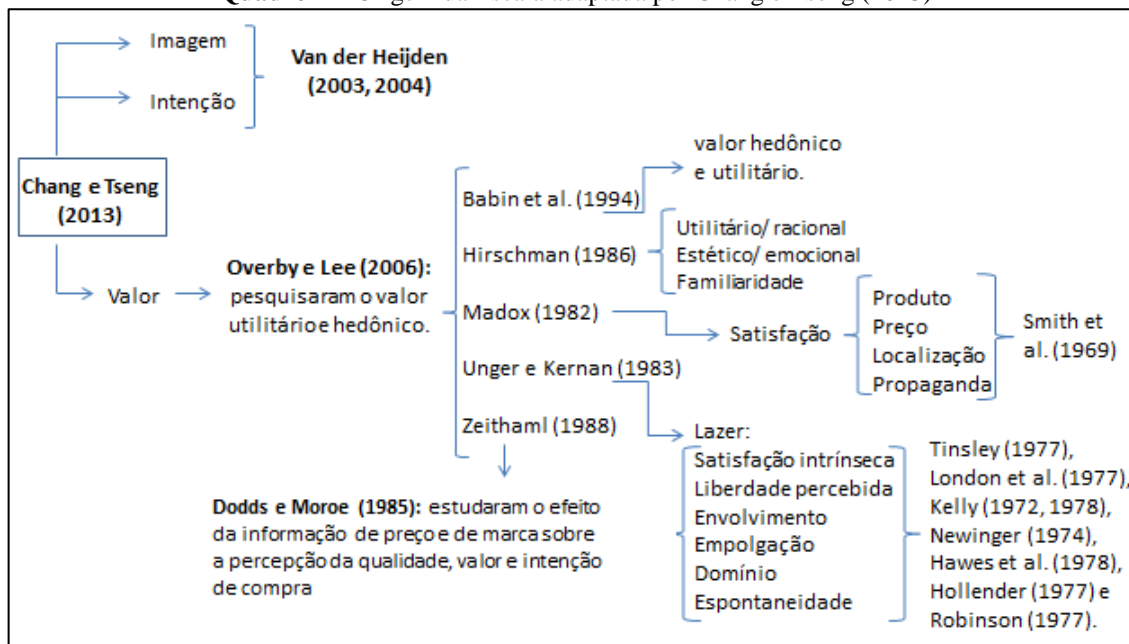 Imagem
Van der Heijden
(2003, 2004)
Intenção
Chang e Tseng
(2013)
Valor
Overby e Lee (2006):
pesquisaram o valor
utilitário e hedônico.
Babin et al. (1994)
valor hedônico
e utilitário.
Hirschman (1986)
Utilitário/ racional
Estético/ emocional
Familiaridade
Madox (1982)
Satisfação
Produto
Preço
Localização
Propaganda
Smith et
al. (1969)
Unger e Kernan (1983)
Zeithaml (1988)
Dodds e Moroe (1985): estudaram o efeito
da informação de preço e de marca sobre
a percepção da qualidade, valor e intenção
de compra
Lazer:
Satisfação intrínseca
Liberdade percebida
Envolvimento
Empolgação
Domínio
Espontaneidade
Tinsley (1977),
London et al. (1977),
Kelly (1972, 1978),
Newinger (1974),
Hawes et al. (1978),
Hollender (1977) e
Robinson (1977).